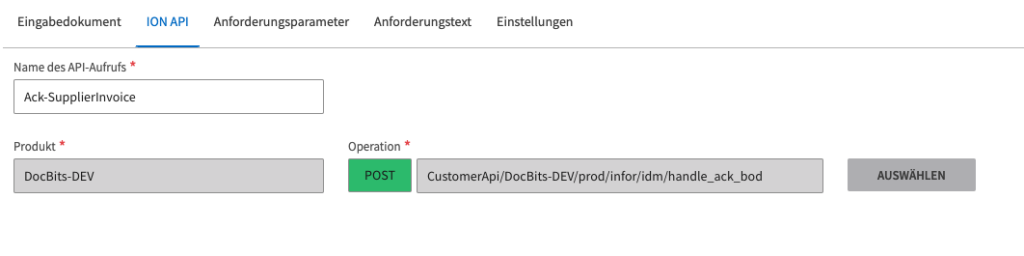 Eingabedokument ION API Anforderungsparameter Anforderungstext Einstellungen
Name des API-Aufrufs *
Ack-SupplierInvoice
Produkt * Operation *
DocBits-DEV POST CustomerApi/DocBits-DEV/prod/infor/idm/handle_ack_bod AUSWÄHLEN